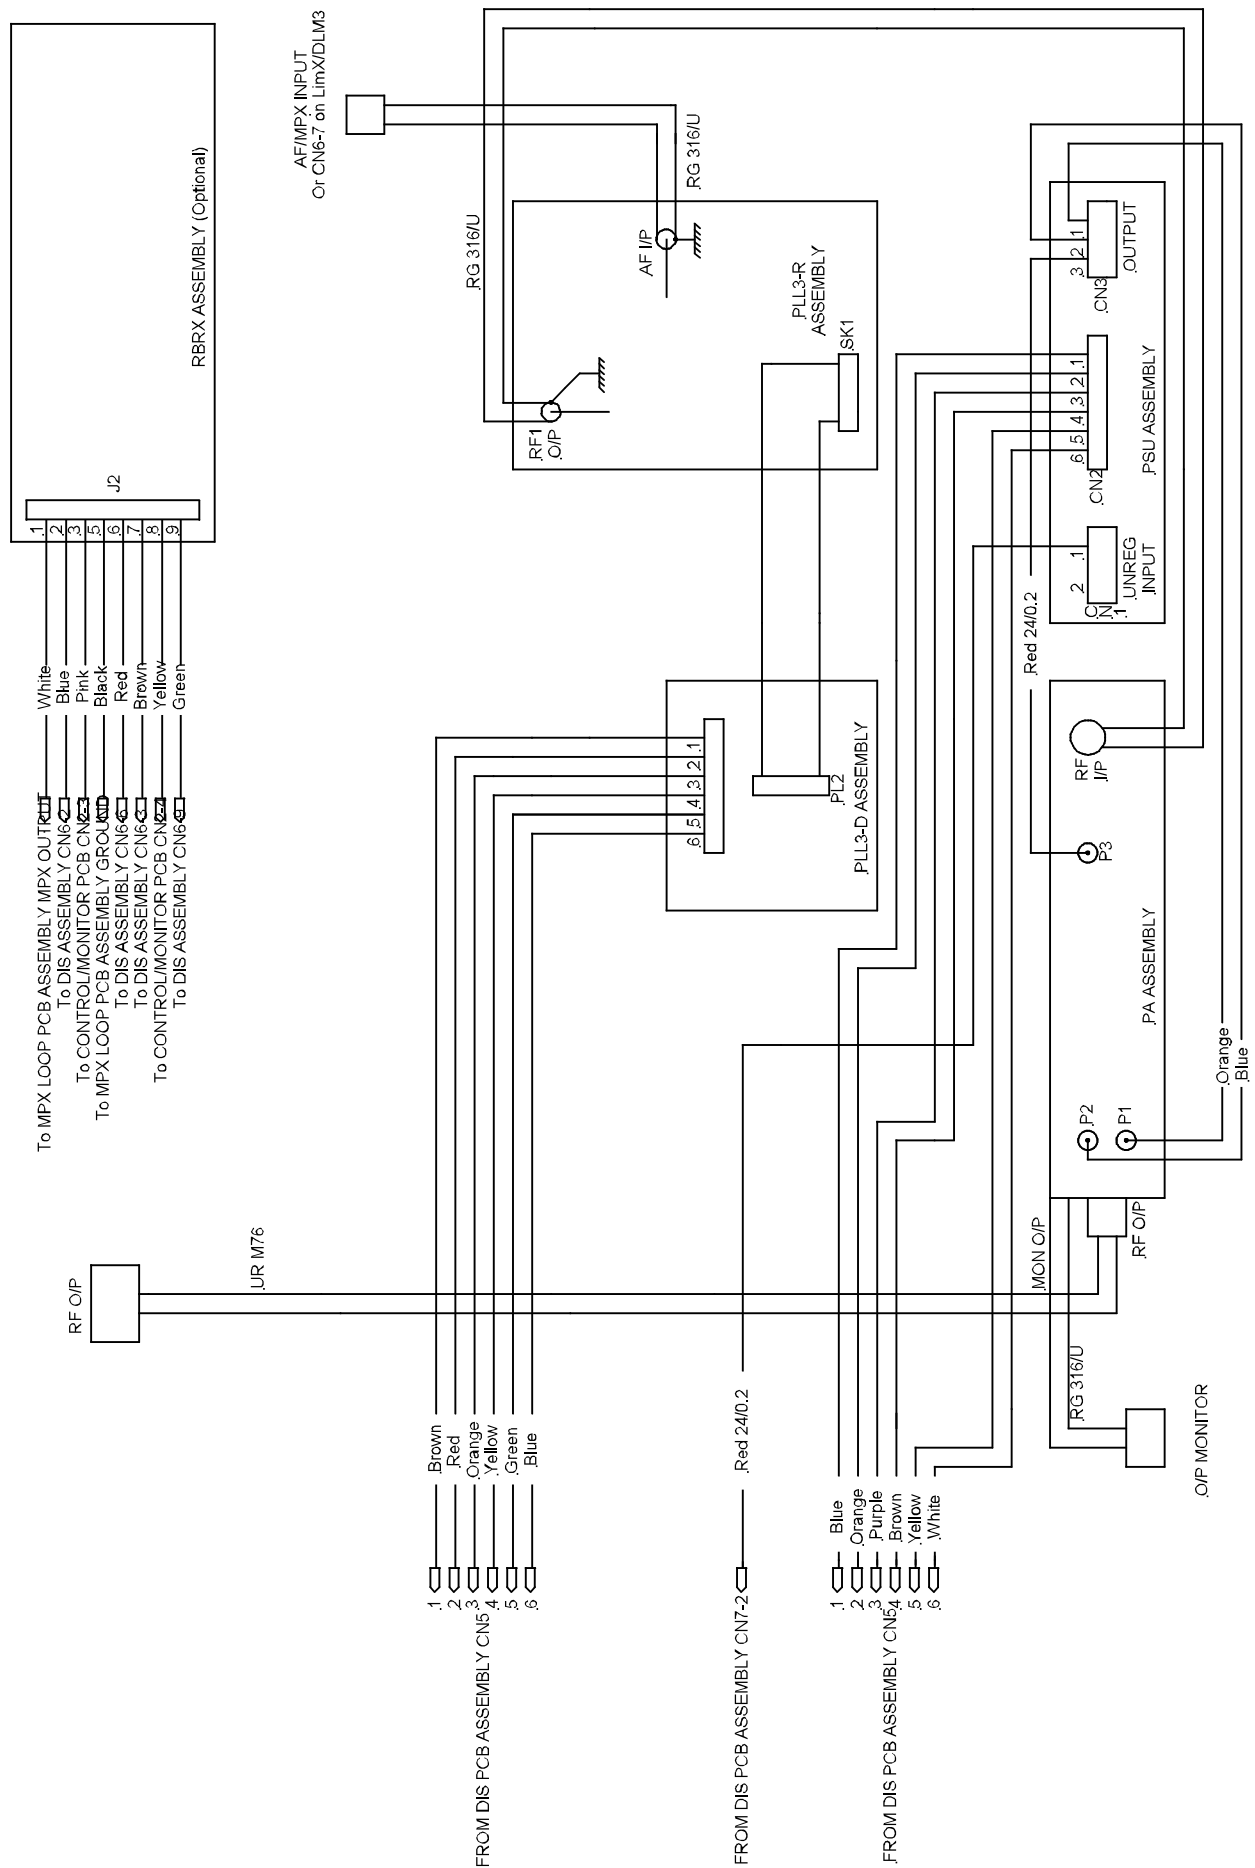 RBRX ASSEMBLY (Optional)
J2
.1
.2
.3
.5
.6
.7
.8
.9
White
Blue
Pink
Black
Red
Brown
Yellow
Green
To MPX LOOP PCB ASSEMBLY MPX OUTPUT
To DIS ASSEMBLY CN6-2
To CONTROL/MONITOR PCB CN2-3
To MPX LOOP PCB ASSEMBLY GROUND
To DIS ASSEMBLY CN6-6
To DIS ASSEMBLY CN6-3
To CONTROL/MONITOR PCB CN2-4
To DIS ASSEMBLY CN6-9
AF/MPX INPUT
Or CN6-7 on LimX/DLM3
.RG 316/U
.RG 316/U
AF I/P
.RF1
O/P
.PLL3-R
ASSEMBLY
.SK1
.PLL3-D ASSEMBLY
.PL2
.1
.2
.3
.4
.5
.6
.OUTPUT
.CN3
1
2
.3
.PSU ASSEMBLY
.CN2
.1
.2
.3
.4
.5
.6
.UNREG
INPUT
CN
.1
.1
2
.Red 24/0.2
RF
I/P
P3
.PA ASSEMBLY
.P2
.P1
.Orange
Blue
.MON O/P
.RF O/P
.RG 316/U
.O/P MONITOR
RF O/P
.UR M76
.Brown
.Red
.Orange
.Yellow
.Green
.Blue
.1
.2
.3
.4
.5
.6
FROM DIS PCB ASSEMBLY CN5
.Red 24/0.2
FROM DIS PCB ASSEMBLY CN7-2
Blue
.Orange
.Purple
.Brown
.Yellow
.White
.1
.2
.3
.4
.5
.6
.FROM DIS PCB ASSEMBLY CN5